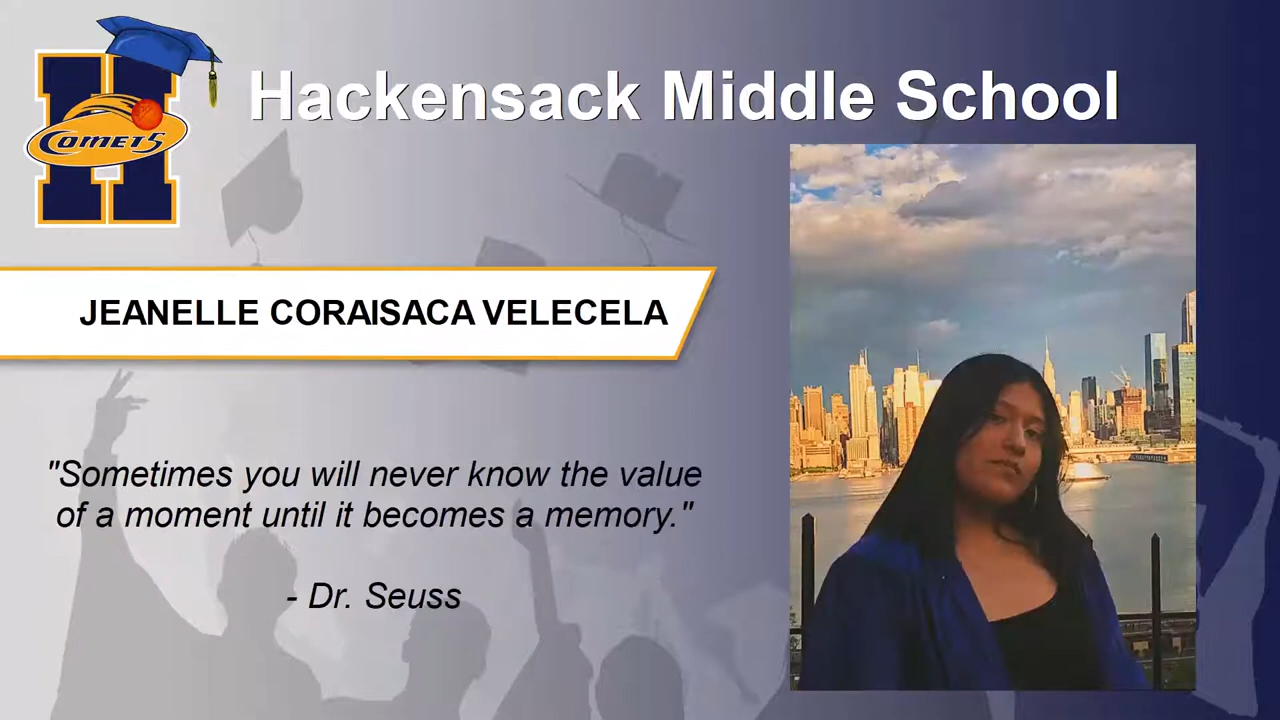 COMETS
Hackensack Middle School
JEANELLE CORAISACA VELECELA
"Sometimes you will never know the value
of a moment until it becomes a memory."
- Dr. Seuss